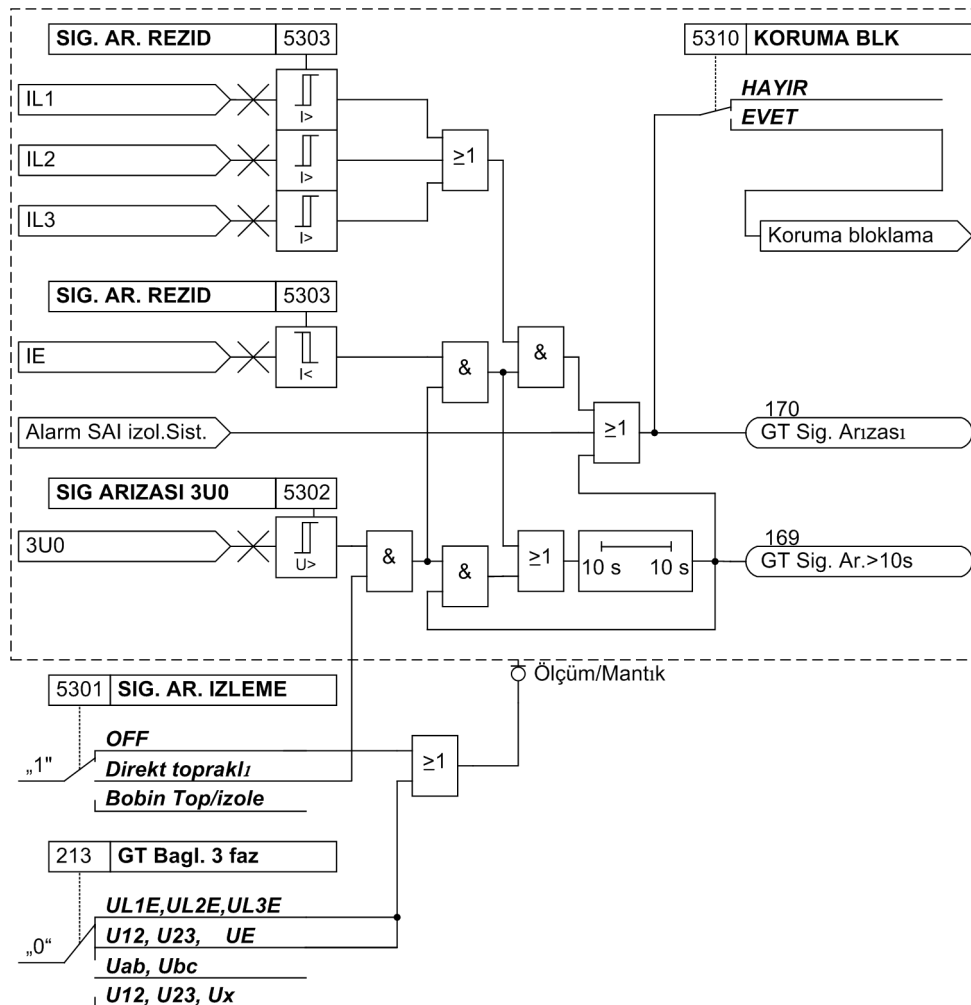 SIG. AR. REZID 5303
5310 KORUMA BLK
IL1
I>
HAYIR
EVET
IL2
I>
≥1
IL3
I>
Koruma bloklama
SIG. AR. REZID 5303
IE
I<
&
&
Alarm SAI izol.Sist.
≥1
170
GT Sig. Arızası
SIG ARIZASI 3U0 5302
3U0
U>
&
&
≥1
10 s 10 s
169
GT Sig. Ar.>10s
Ölçüm/Mantık
5301 SIG. AR. IZLEME
„1"
OFF
Direkt topraklı
Bobin Top/izole
≥1
213 GT Bagl. 3 faz
„0“
UL1E,UL2E,UL3E
U12, U23, UE
Uab, Ubc
U12, U23, Ux